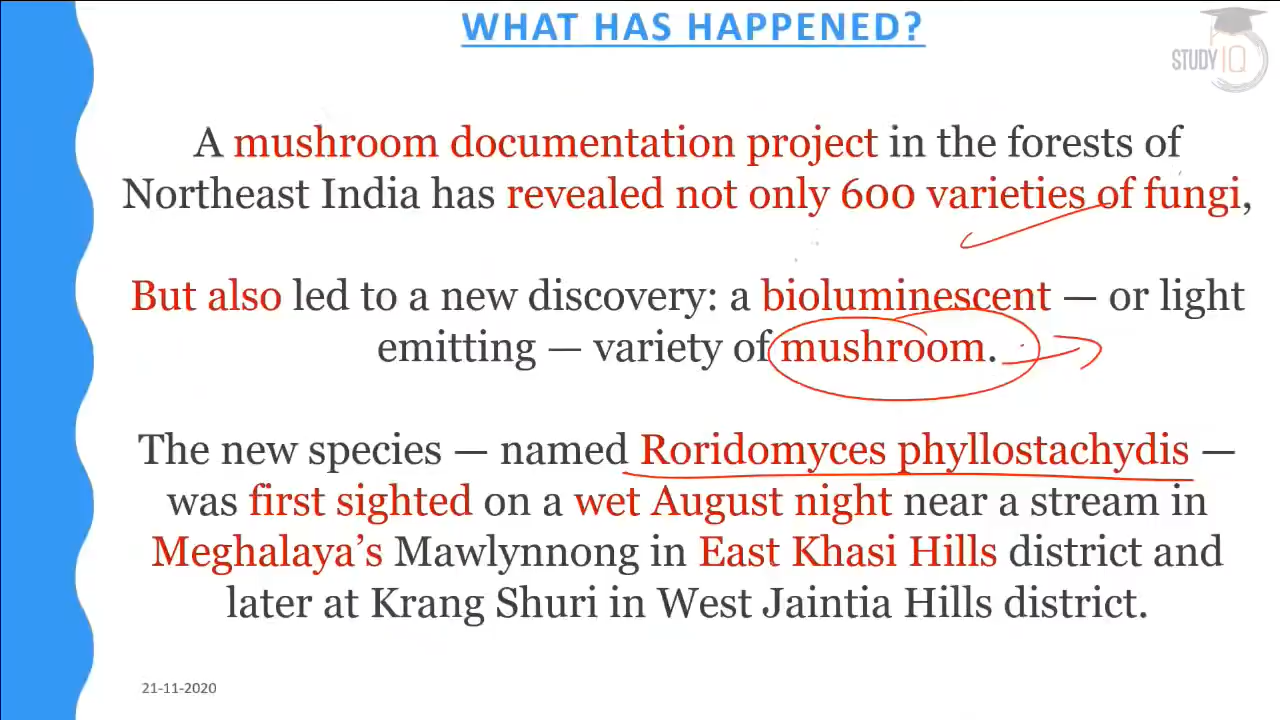 WHAT HAS HAPPENED?
STUDY IQ
A mushroom documentation project in the forests of
Northeast India has revealed not only 600 varieties of fungi,
But also led to a new discovery: a bioluminescent — or light
emitting — variety of mushroom.
The new species — named Roridomyces phyllostachydis —
was first sighted on a wet August night near a stream in
Meghalaya’s Mawlynnong in East Khasi Hills district and
later at Krang Shuri in West Jaintia Hills district.
21-11-2020